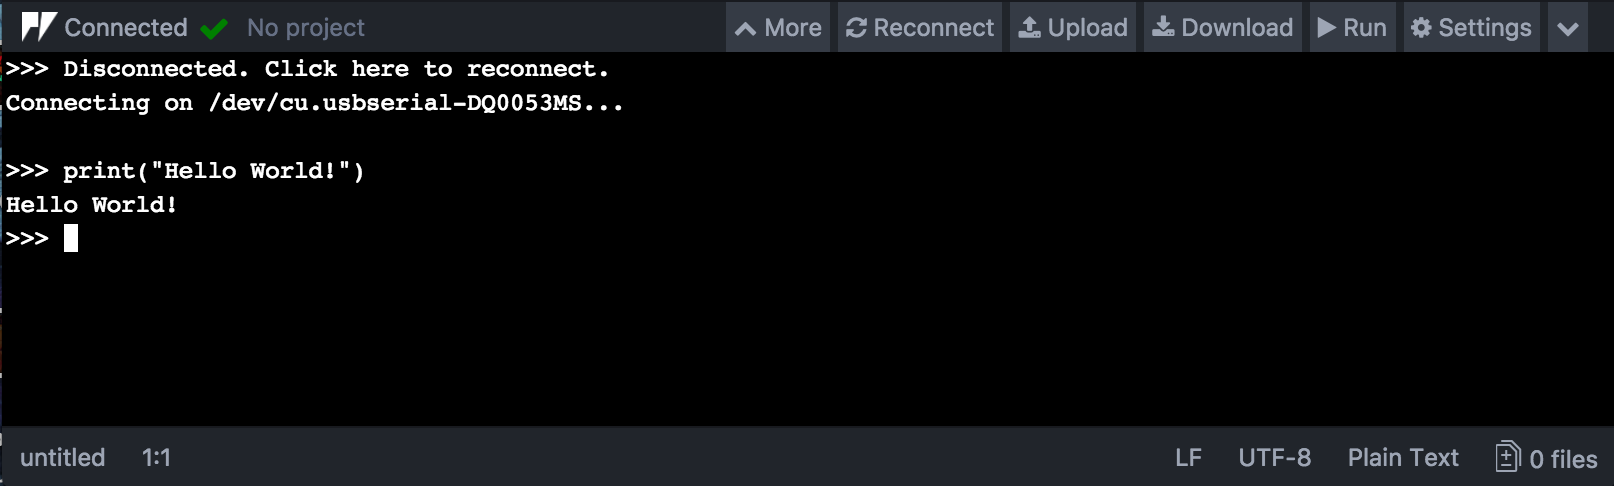 Connected No project More Reconnect Upload Download Run Settings
>>> Disconnected. Click here to reconnect.
Connecting on /dev/cu.usbserial-DQ0053MS...
>>> print("Hello World!")
Hello World!
>>>
untitled 1:1 LF UTF-8 Plain Text 0 files